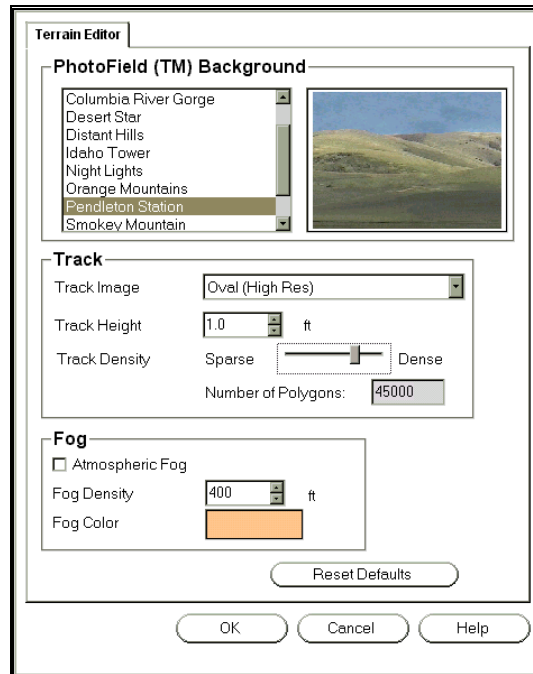 Terrain Editor
PhotoField (TM) Background
Columbia River Gorge
Desert Star
Distant Hills
Idaho Tower
Night Lights
Orange Mountains
Pendleton Station
Smokey Mountain
Track
Track Image Oval (High Res)
Track Height 1.0 ft
Track Density Sparse Dense
Number of Polygons: 45000
Fog
Atmospheric Fog
Fog Density 400 ft
Fog Color
Reset Defaults
OK Cancel Help